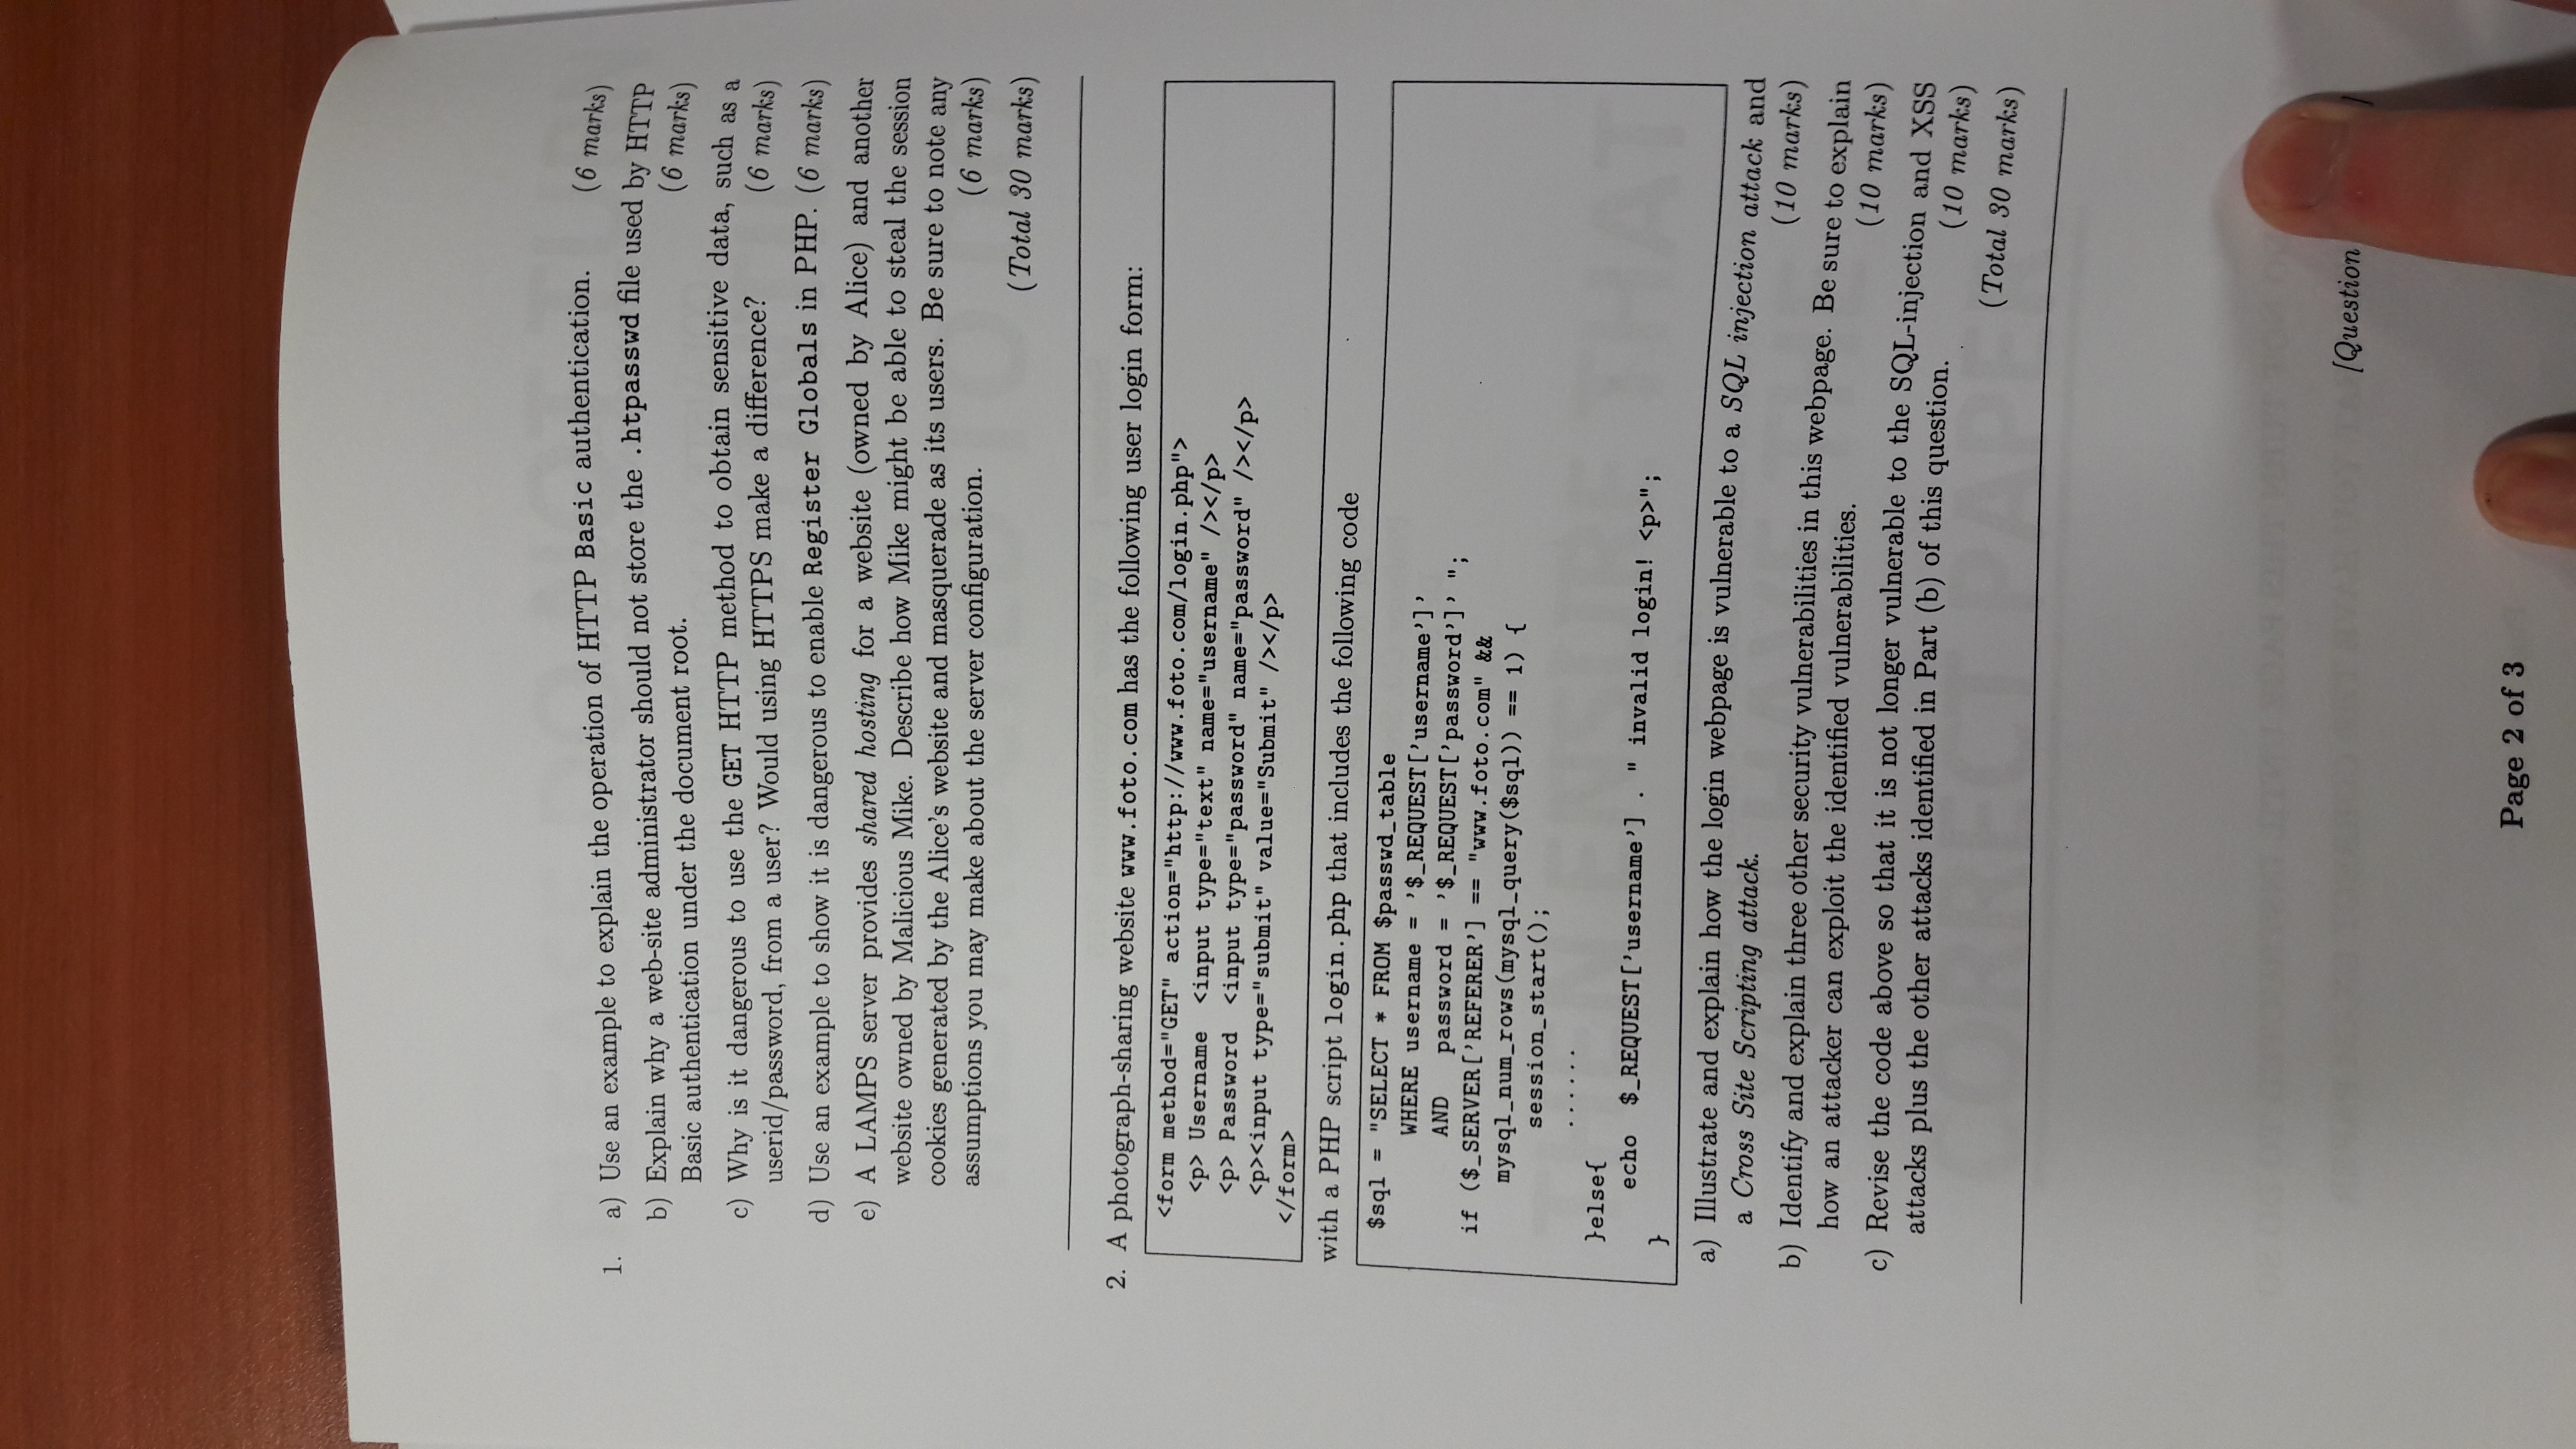 1. a) Use an example to explain the operation of HTTP Basic authentication. (6 marks)
b) Explain why a web-site administrator should not store the .htpasswd file used by HTTP
Basic authentication under the document root. (6 marks)
c) Why is it dangerous to use the GET HTTP method to obtain sensitive data, such as a
userid/password, from a user? Would using HTTPS make a difference? (6 marks)
d) Use an example to show it is dangerous to enable Register Globals in PHP. (6 marks)
e) A LAMPS server provides shared hosting for a website (owned by Alice) and another
website owned by Malicious Mike. Describe how Mike might be able to steal the session
cookies generated by the Alice's website and masquerade as its users. Be sure to note any
assumptions you may make about the server configuration. (6 marks)
(Total 30 marks)
2. A photograph-sharing website www.foto.com has the following user login form:
<form method="GET" action="http://www.foto.com/login.php">
<p> Username <input type="text" name="username" /></p>
<p> Password <input type="password" name="password" /></p>
<p><input type="submit" value="Submit" /></p>
</form>
with a PHP script login.php that includes the following code
$sql = "SELECT * FROM $passwd_table
WHERE username = '$_REQUEST['username']'
AND password = '$_REQUEST['password']' ";
if ($_SERVER['REFERER'] == "www.foto.com" &&
mysql_num_rows(mysql_query($sql)) == 1) {
session_start();
......
}else{
echo $_REQUEST['username'] . " invalid login! <p>";
}
a) Illustrate and explain how the login webpage is vulnerable to a SQL injection attack and
a Cross Site Scripting attack. (10 marks)
b) Identify and explain three other security vulnerabilities in this webpage. Be sure to explain
how an attacker can exploit the identified vulnerabilities. (10 marks)
c) Revise the code above so that it is not longer vulnerable to the SQL-injection and XSS
attacks plus the other attacks identified in Part (b) of this question. (10 marks)
(Total 30 marks)
[Question ]
Page 2 of 3